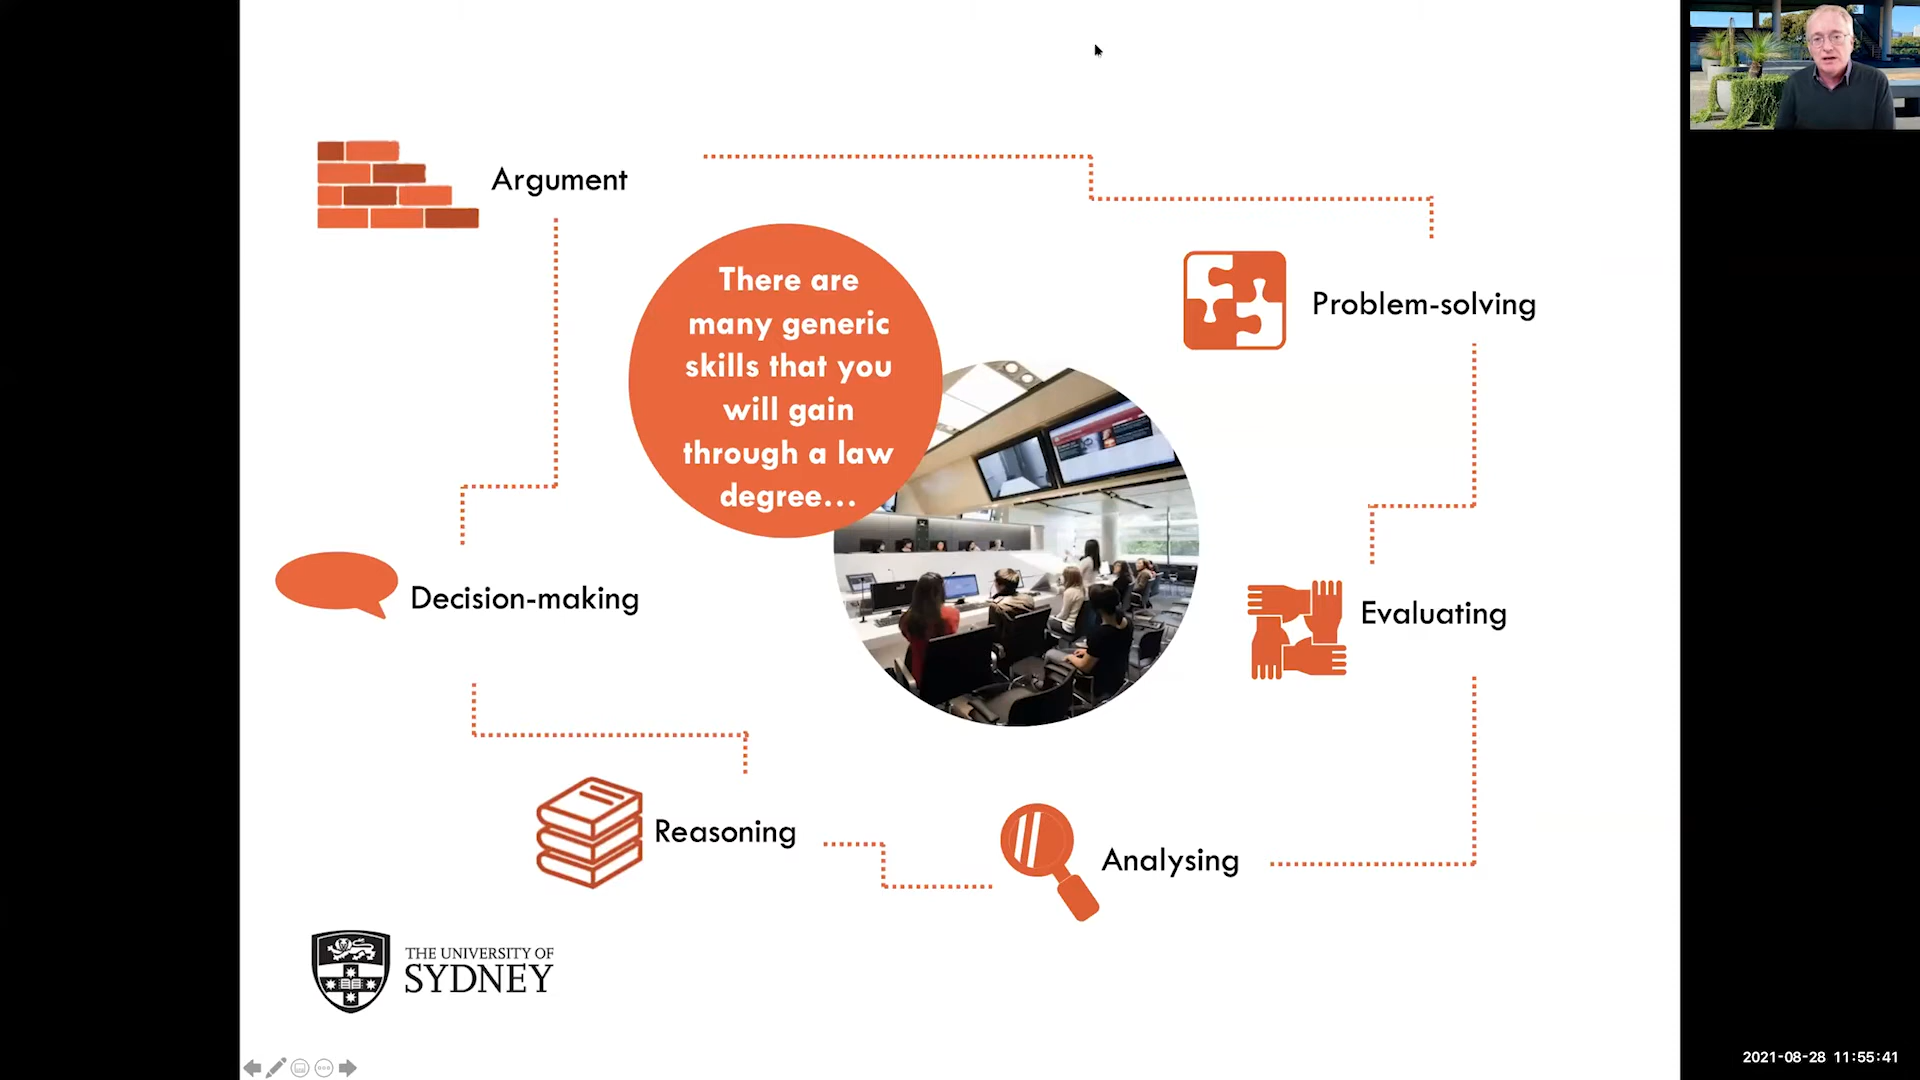 Argument
There are
many generic
skills that you
will gain
through a law
degree...
Problem-solving
Decision-making
Evaluating
Reasoning
Analysing
THE UNIVERSITY OF
SYDNEY
2021-08-28 11:55:41